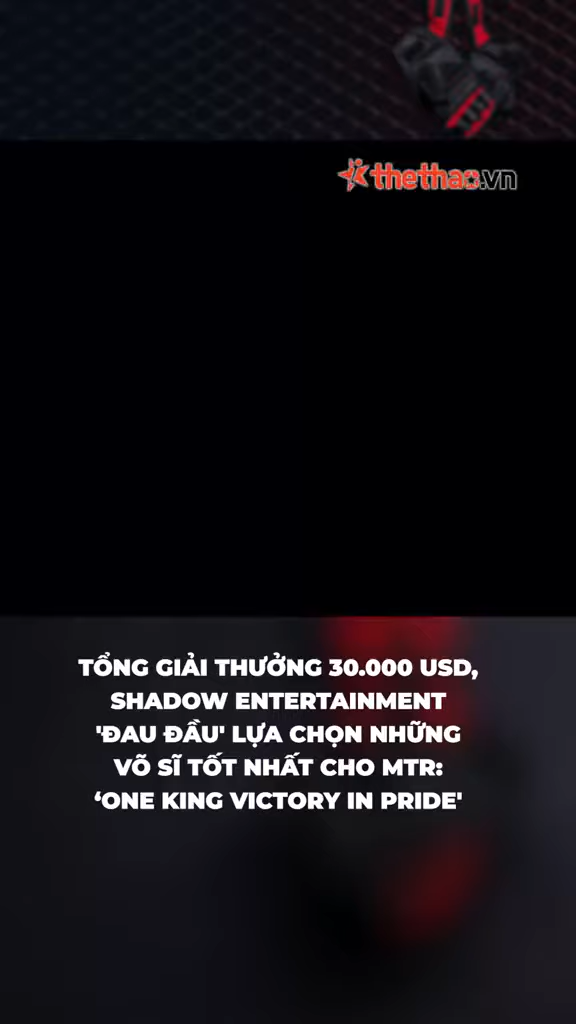 thethao.vn
TỔNG GIẢI THƯỞNG 30.000 USD,
SHADOW ENTERTAINMENT
'ĐAU ĐẦU' LỰA CHỌN NHỮNG
VÕ SĨ TỐT NHẤT CHO MTR:
‘ONE KING VICTORY IN PRIDE'